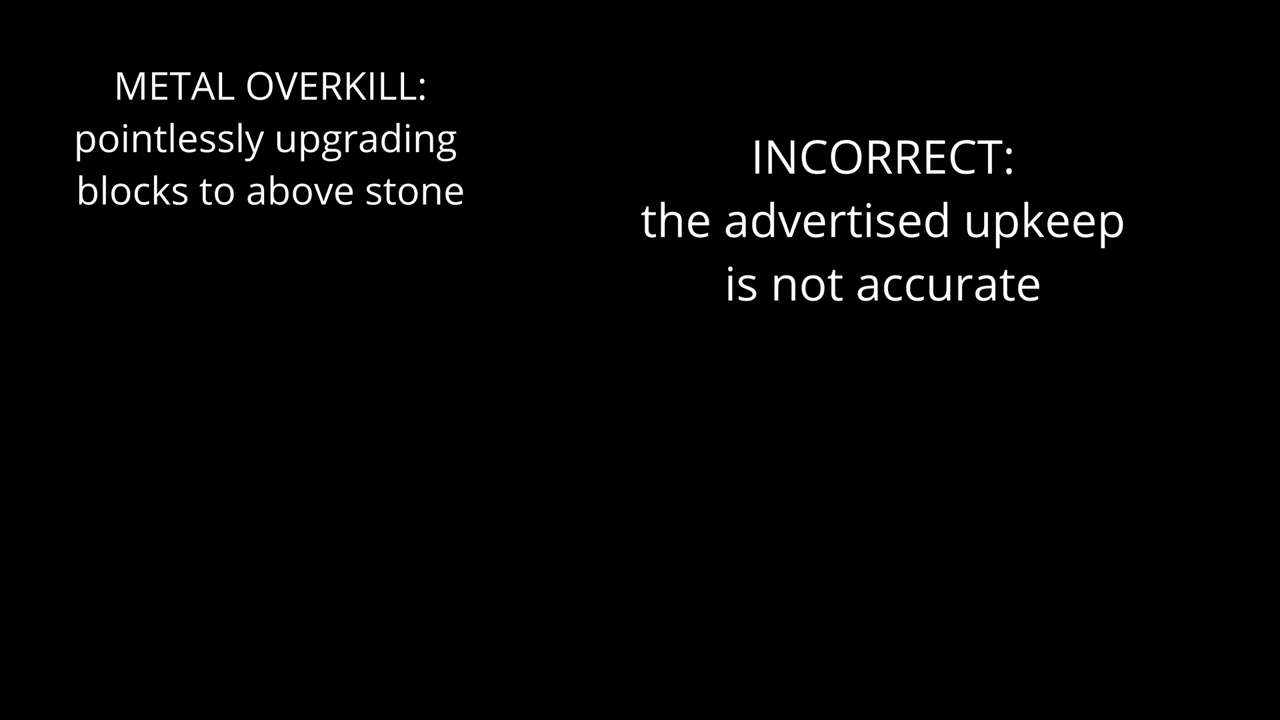 METAL OVERKILL:
pointlessly upgrading
blocks to above stone
INCORRECT:
the advertised upkeep
is not accurate